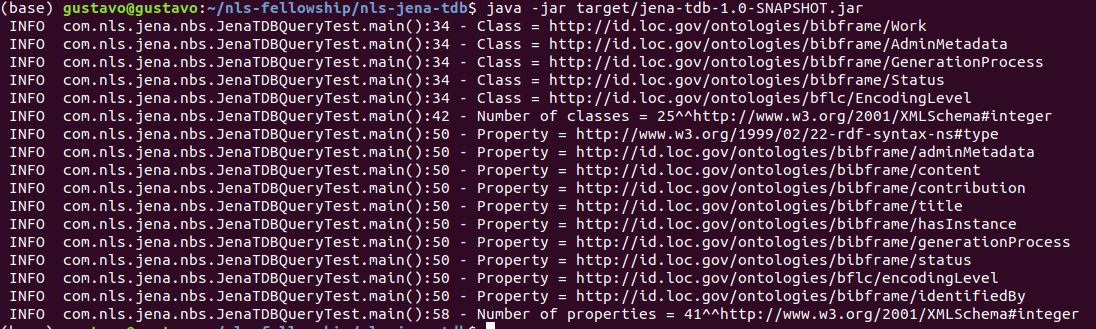 (base) gustavo@gustavo:~/nls-fellowship/nls-jena-tdb$ java -jar target/jena-tdb-1.0-SNAPSHOT.jar
INFO com.nls.jena.nbs.JenaTDBQueryTest.main():34 - Class = http://id.loc.gov/ontologies/bibframe/Work
INFO com.nls.jena.nbs.JenaTDBQueryTest.main():34 - Class = http://id.loc.gov/ontologies/bibframe/AdminMetadata
INFO com.nls.jena.nbs.JenaTDBQueryTest.main():34 - Class = http://id.loc.gov/ontologies/bibframe/GenerationProcess
INFO com.nls.jena.nbs.JenaTDBQueryTest.main():34 - Class = http://id.loc.gov/ontologies/bibframe/Status
INFO com.nls.jena.nbs.JenaTDBQueryTest.main():34 - Class = http://id.loc.gov/ontologies/bflc/EncodingLevel
INFO com.nls.jena.nbs.JenaTDBQueryTest.main():42 - Number of classes = 25^^http://www.w3.org/2001/XMLSchema#integer
INFO com.nls.jena.nbs.JenaTDBQueryTest.main():50 - Property = http://www.w3.org/1999/02/22-rdf-syntax-ns#type
INFO com.nls.jena.nbs.JenaTDBQueryTest.main():50 - Property = http://id.loc.gov/ontologies/bibframe/adminMetadata
INFO com.nls.jena.nbs.JenaTDBQueryTest.main():50 - Property = http://id.loc.gov/ontologies/bibframe/content
INFO com.nls.jena.nbs.JenaTDBQueryTest.main():50 - Property = http://id.loc.gov/ontologies/bibframe/contribution
INFO com.nls.jena.nbs.JenaTDBQueryTest.main():50 - Property = http://id.loc.gov/ontologies/bibframe/title
INFO com.nls.jena.nbs.JenaTDBQueryTest.main():50 - Property = http://id.loc.gov/ontologies/bibframe/hasInstance
INFO com.nls.jena.nbs.JenaTDBQueryTest.main():50 - Property = http://id.loc.gov/ontologies/bibframe/generationProcess
INFO com.nls.jena.nbs.JenaTDBQueryTest.main():50 - Property = http://id.loc.gov/ontologies/bibframe/status
INFO com.nls.jena.nbs.JenaTDBQueryTest.main():50 - Property = http://id.loc.gov/ontologies/bflc/encodingLevel
INFO com.nls.jena.nbs.JenaTDBQueryTest.main():50 - Property = http://id.loc.gov/ontologies/bibframe/identifiedBy
INFO com.nls.jena.nbs.JenaTDBQueryTest.main():58 - Number of properties = 41^^http://www.w3.org/2001/XMLSchema#integer